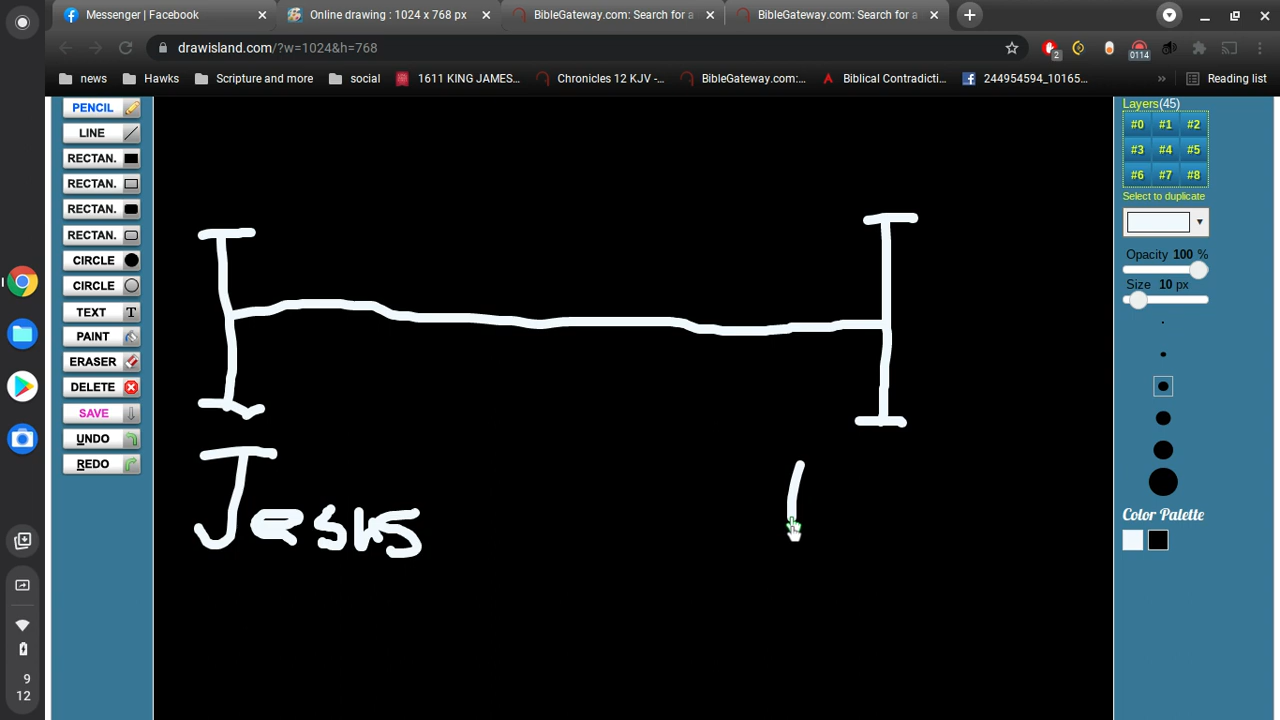 Messenger | Facebook
Online drawing : 1024 x 768 px
BibleGateway.com: Search for a
BibleGateway.com: Search for a
drawisland.com/?w=1024&h=768
2
0114
news
Hawks
Scripture and more
social
1611 KING JAMES...
Chronicles 12 KJV -...
BibleGateway.com:...
Biblical Contradicti...
244954594_10165...
»
Reading list
PENCIL
LINE
RECTAN.
RECTAN.
RECTAN.
RECTAN.
CIRCLE
CIRCLE
TEXT T
PAINT
ERASER
DELETE
SAVE
UNDO
REDO
Layers(45)
#0 #1 #2
#3 #4 #5
#6 #7 #8
Select to duplicate
Opacity 100 %
Size 10 px
Color Palette
Jesus
9
12